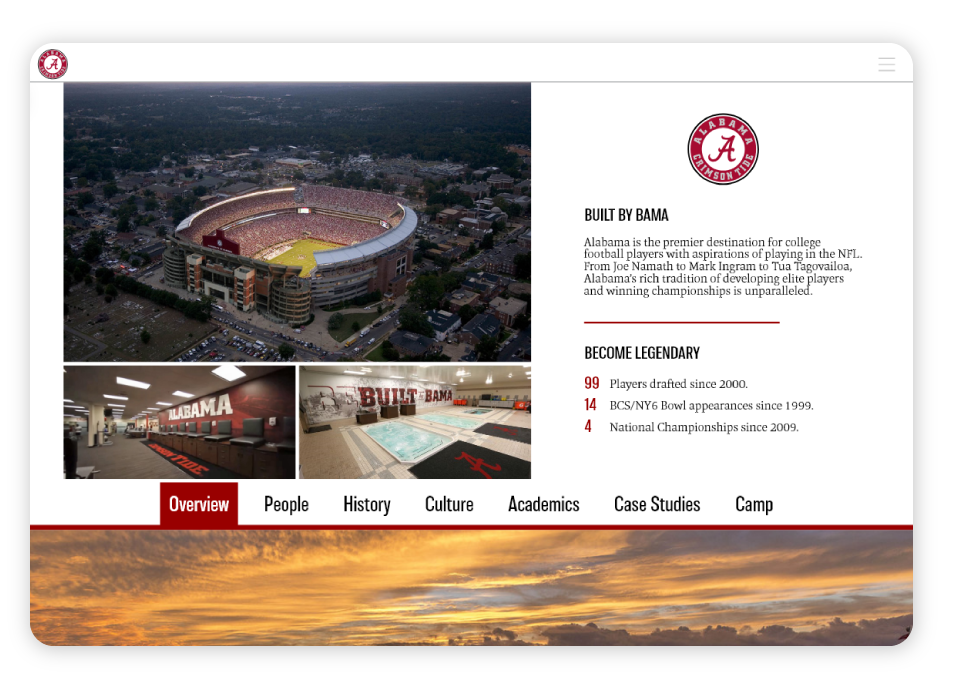 ALABAMA
A
CRIMSON TIDE
ALABAMA
A
CRIMSON TIDE
BUILT BY BAMA
Alabama is the premier destination for college
football players with aspirations of playing in the NFL.
From Joe Namath to Mark Ingram to Tua Tagovailoa,
Alabama's rich tradition of developing elite players
and winning championships is unparalleled.
BECOME LEGENDARY
99 Players drafted since 2000.
14 BCS/NY6 Bowl appearances since 1999.
4 National Championships since 2009.
ALABAMA
CRIMSON TIDE
BUILT BY BAMA
A
Overview People History Culture Academics Case Studies Camp